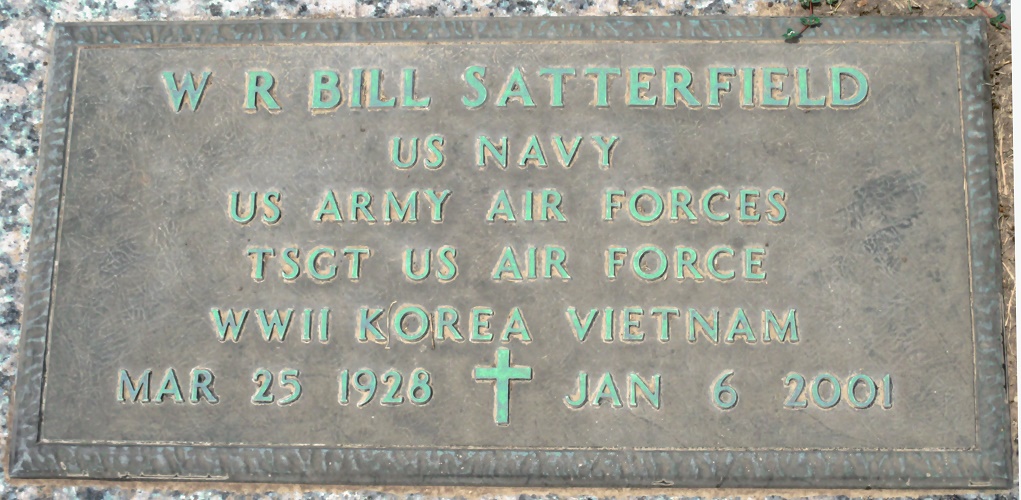 W R BILL SATTERFIELD
US NAVY
US ARMY AIR FORCES
TSGT US AIR FORCE
WWII KOREA VIETNAM
MAR 25 1928 JAN 6 2001